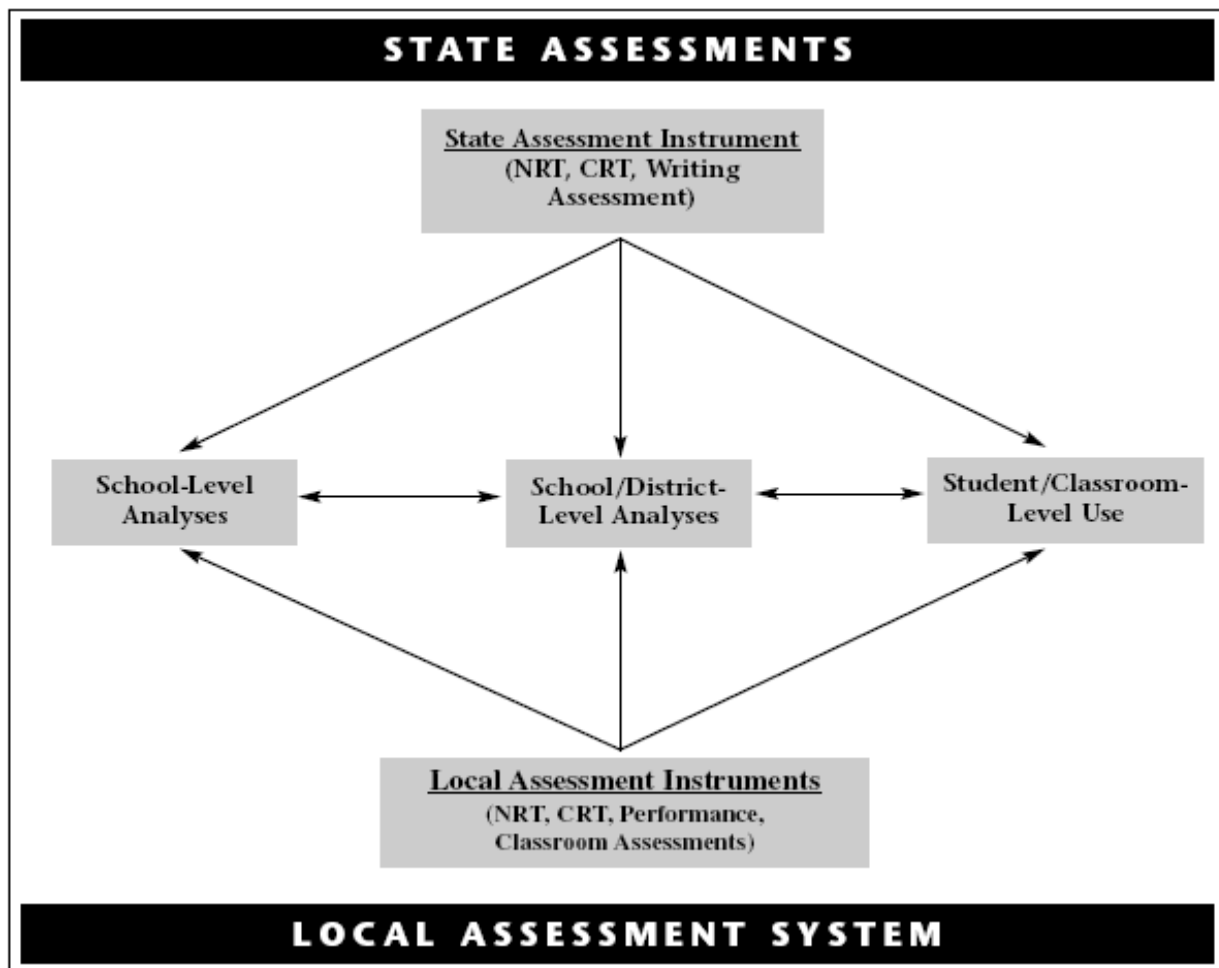 STATE ASSESSMENTS
State Assessment Instrument
(NRT, CRT, Writing
Assessment)
School-Level
Analyses
School/District-
Level Analyses
Student/Classroom-
Level Use
Local Assessment Instruments
(NRT, CRT, Performance,
Classroom Assessments)
LOCAL ASSESSMENT SYSTEM